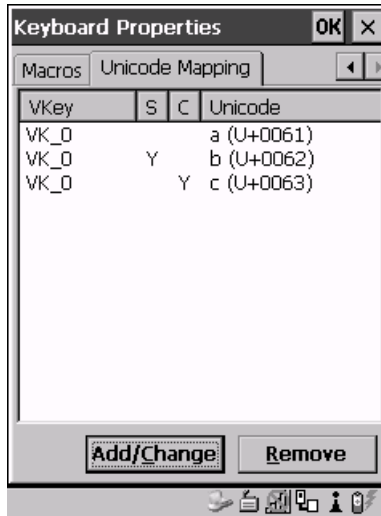 Keyboard Properties OK ×
Macros Unicode Mapping
VKey S C Unicode
VK_0 a (U+0061)
VK_0 Y b (U+0062)
VK_0 Y c (U+0063)
Add/Change Remove